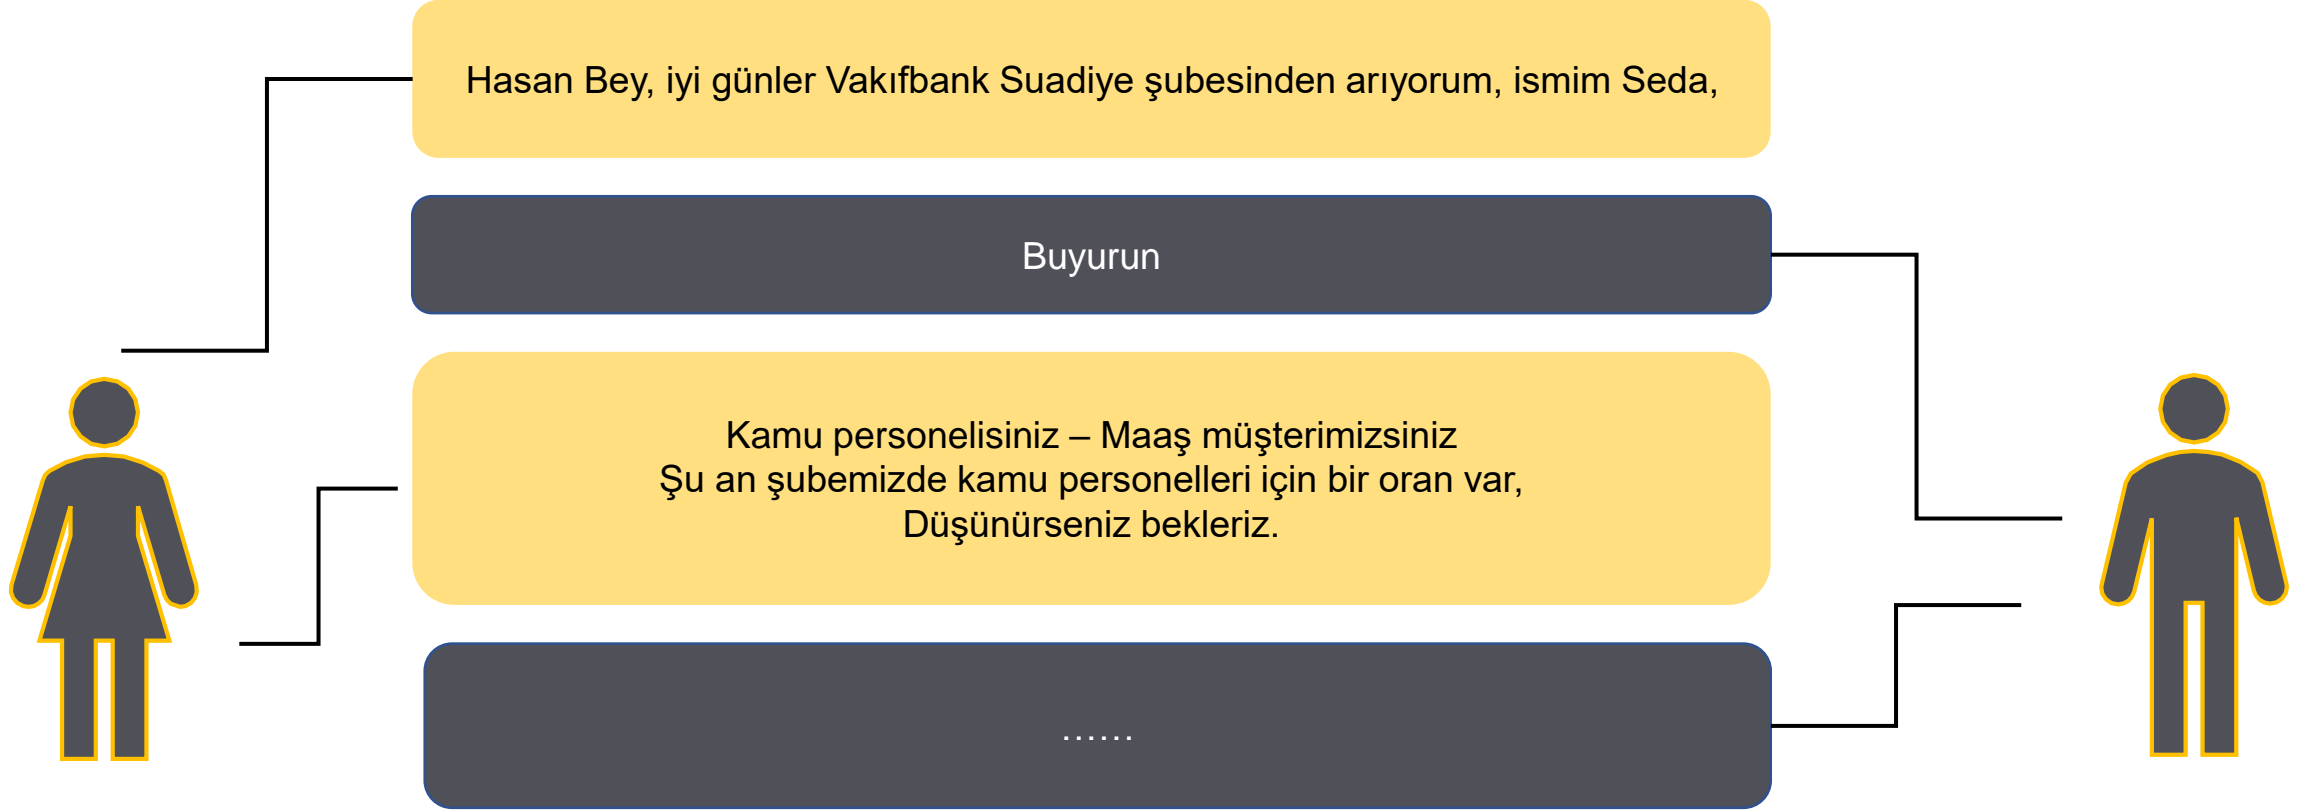 Hasan Bey, iyi günler Vakıfbank Suadiye şubesinden arıyorum, ismim Seda,
Buyurun
Kamu personelisiniz – Maaş müşterimizsiniz
Şu an şubemizde kamu personelleri için bir oran var,
Düşünürseniz bekleriz.
……